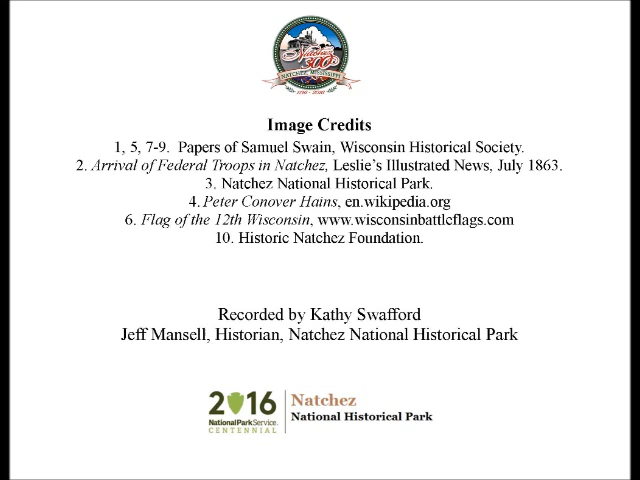 Natchez
300
NATCHEZ, MISSISSIPPI
Image Credits
1, 5, 7-9. Papers of Samuel Swain, Wisconsin Historical Society.
2. Arrival of Federal Troops in Natchez, Leslie's Illustrated News, July 1863.
3. Natchez National Historical Park.
4. Peter Conover Hains, en.wikipedia.org
6. Flag of the 12th Wisconsin, www.wisconsinbattleflags.com
10. Historic Natchez Foundation.
Recorded by Kathy Swafford
Jeff Mansell, Historian, Natchez National Historical Park
2016
National Park Service®
CENTENNIAL
Natchez
National Historical Park